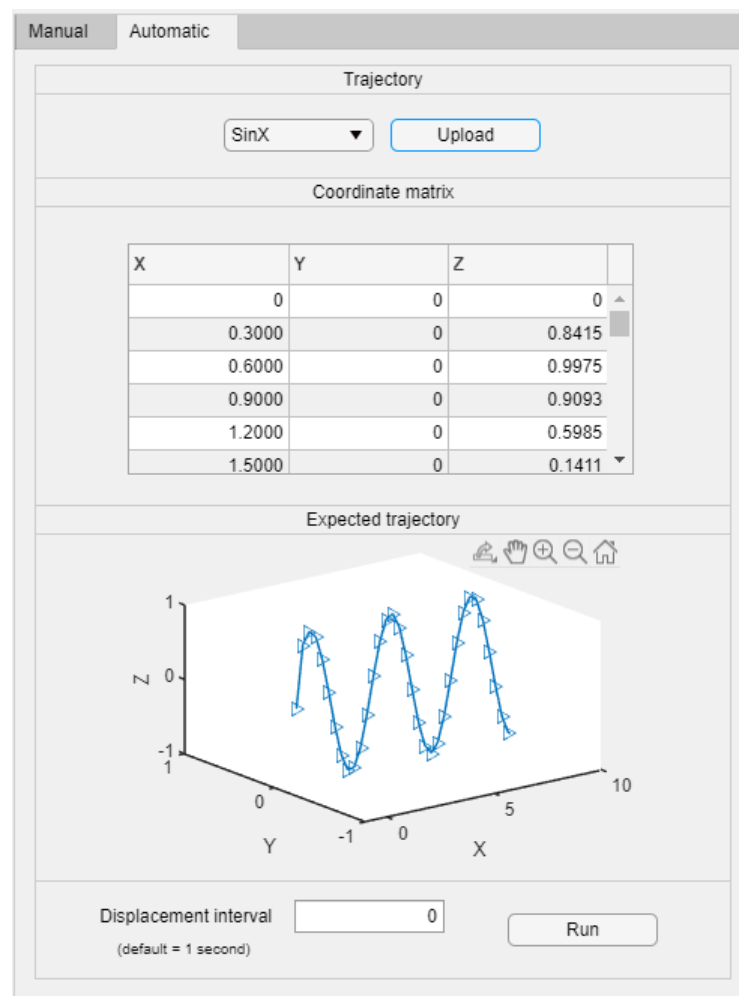 Manual Automatic
Trajectory
SinX Upload
Coordinate matrix
X Y Z
0 0 0
0.3000 0 0.8415
0.6000 0 0.9975
0.9000 0 0.9093
1.2000 0 0.5985
1.5000 0 0.1411
Expected trajectory
1
Z 0
-1
1
0
-1
Y
0
5
10
X
Displacement interval 0
(default = 1 second)
Run